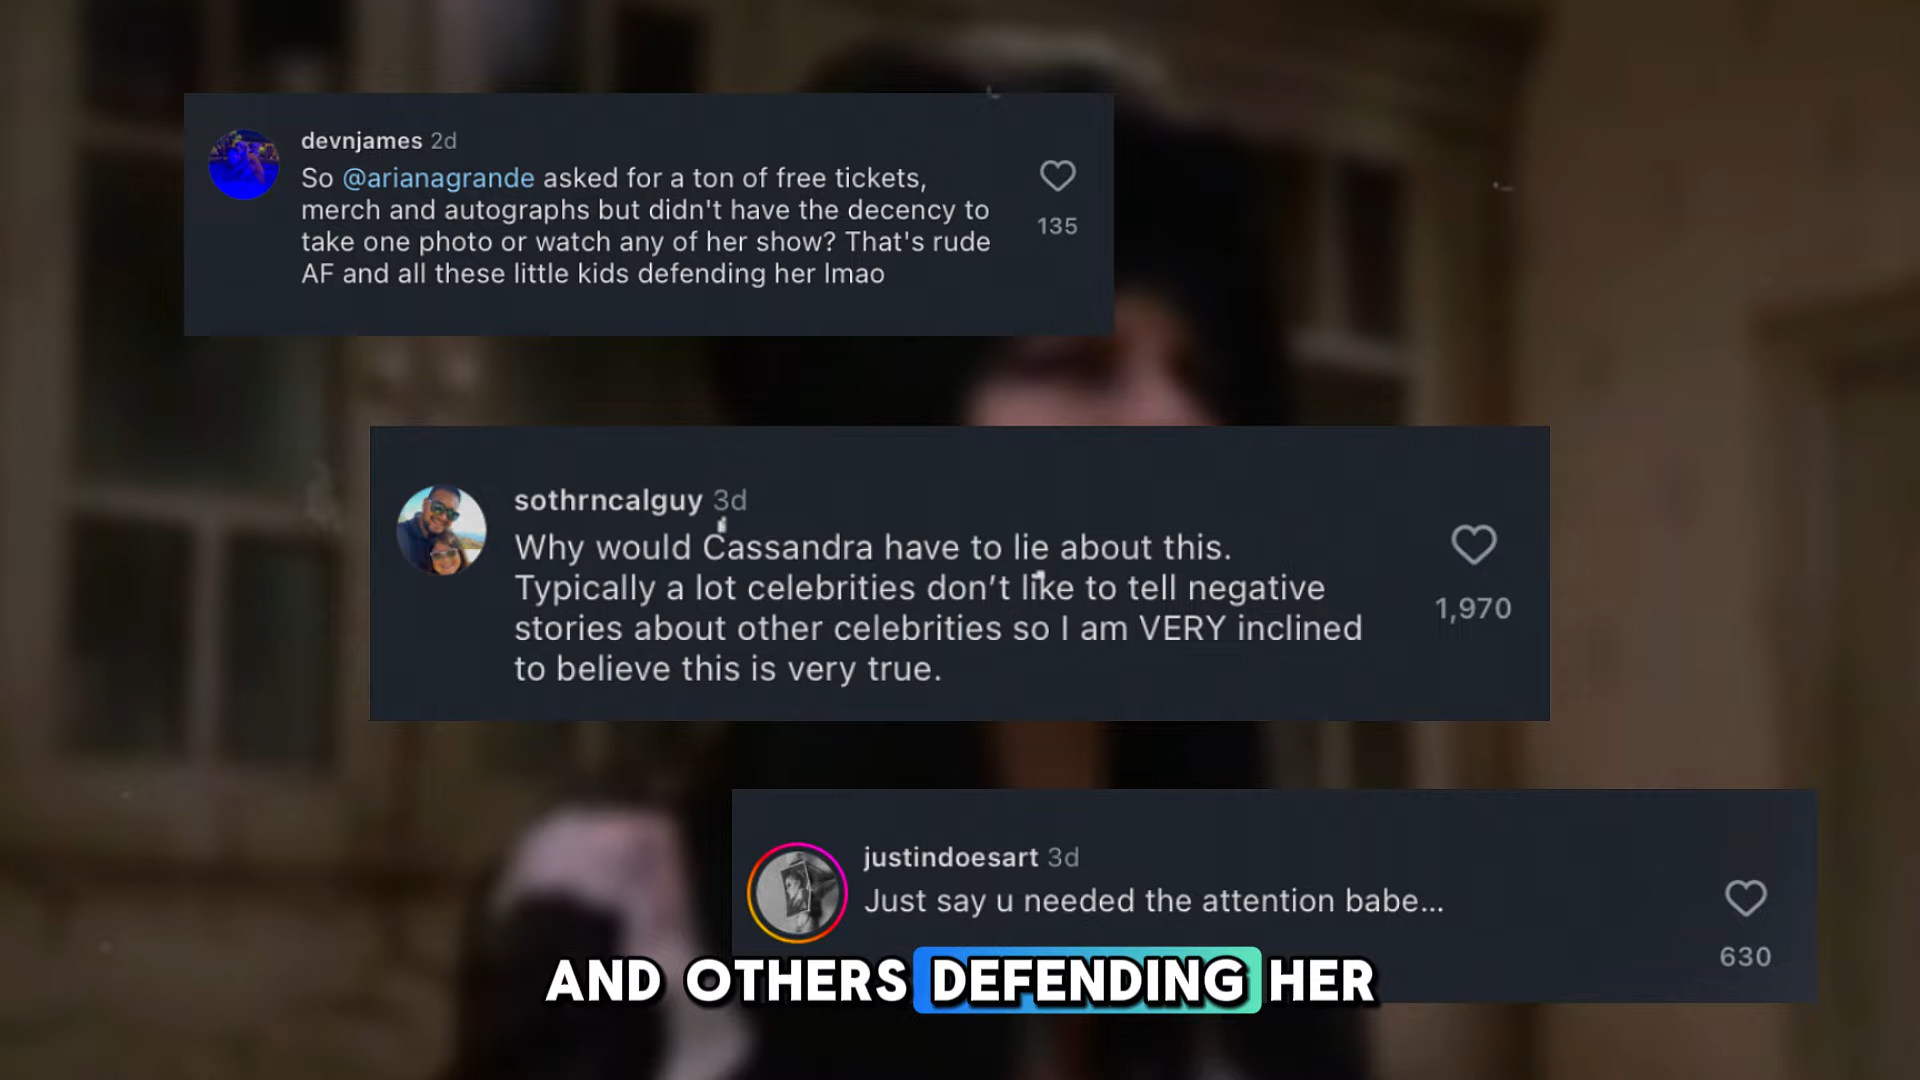 devnjames 2d
So @arianagrande asked for a ton of free tickets,
merch and autographs but didn't have the decency to
take one photo or watch any of her show? That's rude
AF and all these little kids defending her lmao
135
sothrncalguy 3d
Why would Cassandra have to lie about this.
Typically a lot celebrities don’t like to tell negative
stories about other celebrities so I am VERY inclined
to believe this is very true.
1,970
justindoesart 3d
Just say u needed the attention babe...
630
AND OTHERS DEFENDING HER